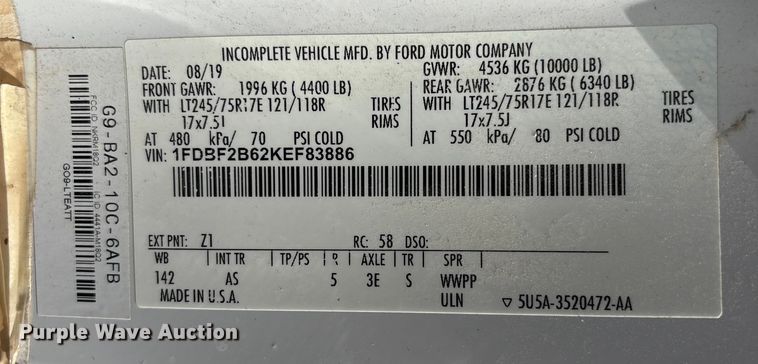 INCOMPLETE VEHICLE MFD. BY FORD MOTOR COMPANY
DATE: 08/19 GVWR: 4536 KG (10000 LB)
FRONT GAWR: 1996 KG (4400 LB) REAR GAWR: 2876 KG (6340 LB)
WITH LT245/75R17E 121/118R TIRES WITH LT245/75R17E 121/118R TIRES
17x7.5J RIMS 17x7.5J RIMS
AT 480 kPa/ 70 PSI COLD AT 550 kPa/ 80 PSI COLD
VIN: 1FDBF2B62KEF83886
EXT PNT: Z1 RC: 58 DSO:
WB INT TR TP/PS R AXLE TR SPR
142 AS 5 3E S WWPP
MADE IN U.S.A. ULN ▽ 5U5A-3520472-AA
G9-BA2-10C-6AFB
GO9-LTEATT
Purple Wave Auction